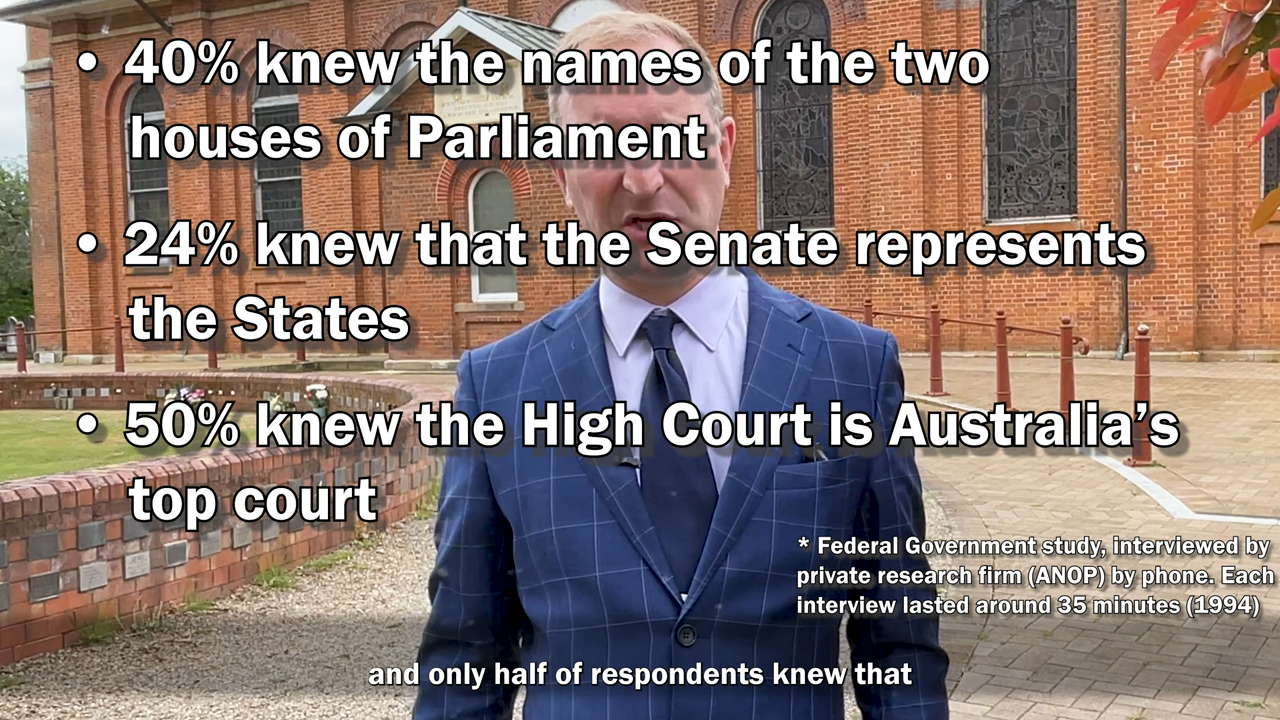 • 40% knew the names of the two
houses of Parliament
• 24% knew that the Senate represents
the States
• 50% knew the High Court is Australia’s
top court
* Federal Government study, interviewed by
private research firm (ANOP) by phone. Each
interview lasted around 35 minutes (1994)
and only half of respondents knew that